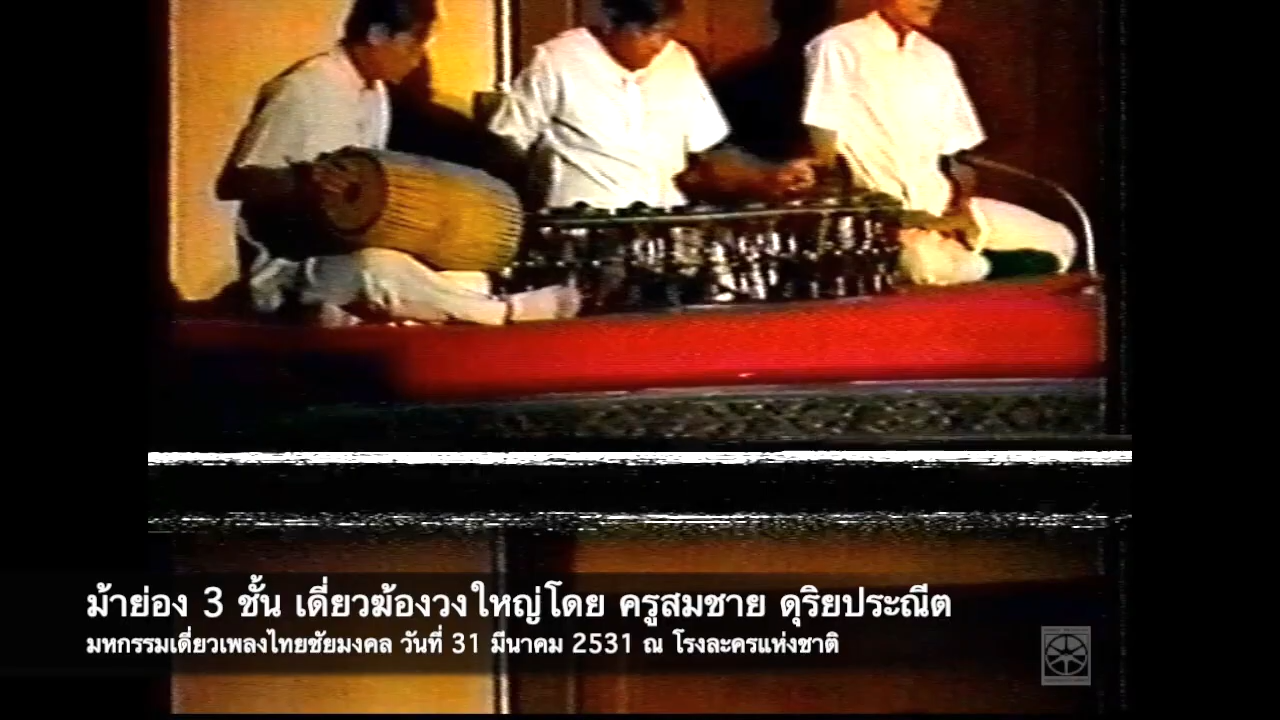 ม้าย่อง 3 ชั้น เดี่ยวฆ้องวงใหญ่โดย ครูสมชาย ดุริยประณีต
มหกรรมเดี่ยวเพลงไทยชัยมงคล วันที่ 31 มีนาคม 2531 ณ โรงละครแห่งชาติ